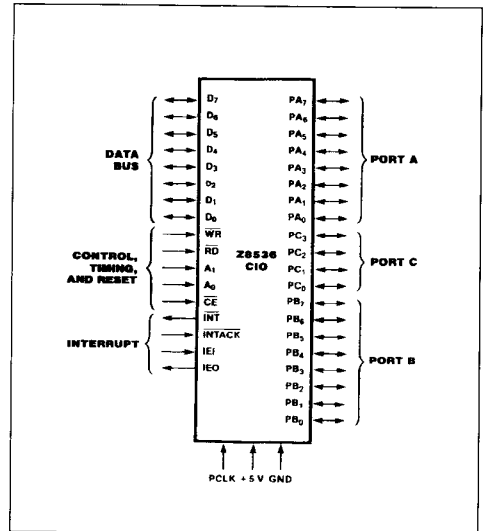 D7
D6
D5
D4
D3
D2
D1
D0
DATA
BUS
WR
RD
A1
A0
CE
CONTROL,
TIMING,
AND RESET
INT
INTACK
IEI
IEO
INTERRUPT
Z8536
CIO
PA7
PA6
PA5
PA4
PA3
PA2
PA1
PA0
PORT A
PC3
PC2
PC1
PC0
PORT C
PB7
PB6
PB5
PB4
PB3
PB2
PB1
PB0
PORT B
PCLK +5 V GND